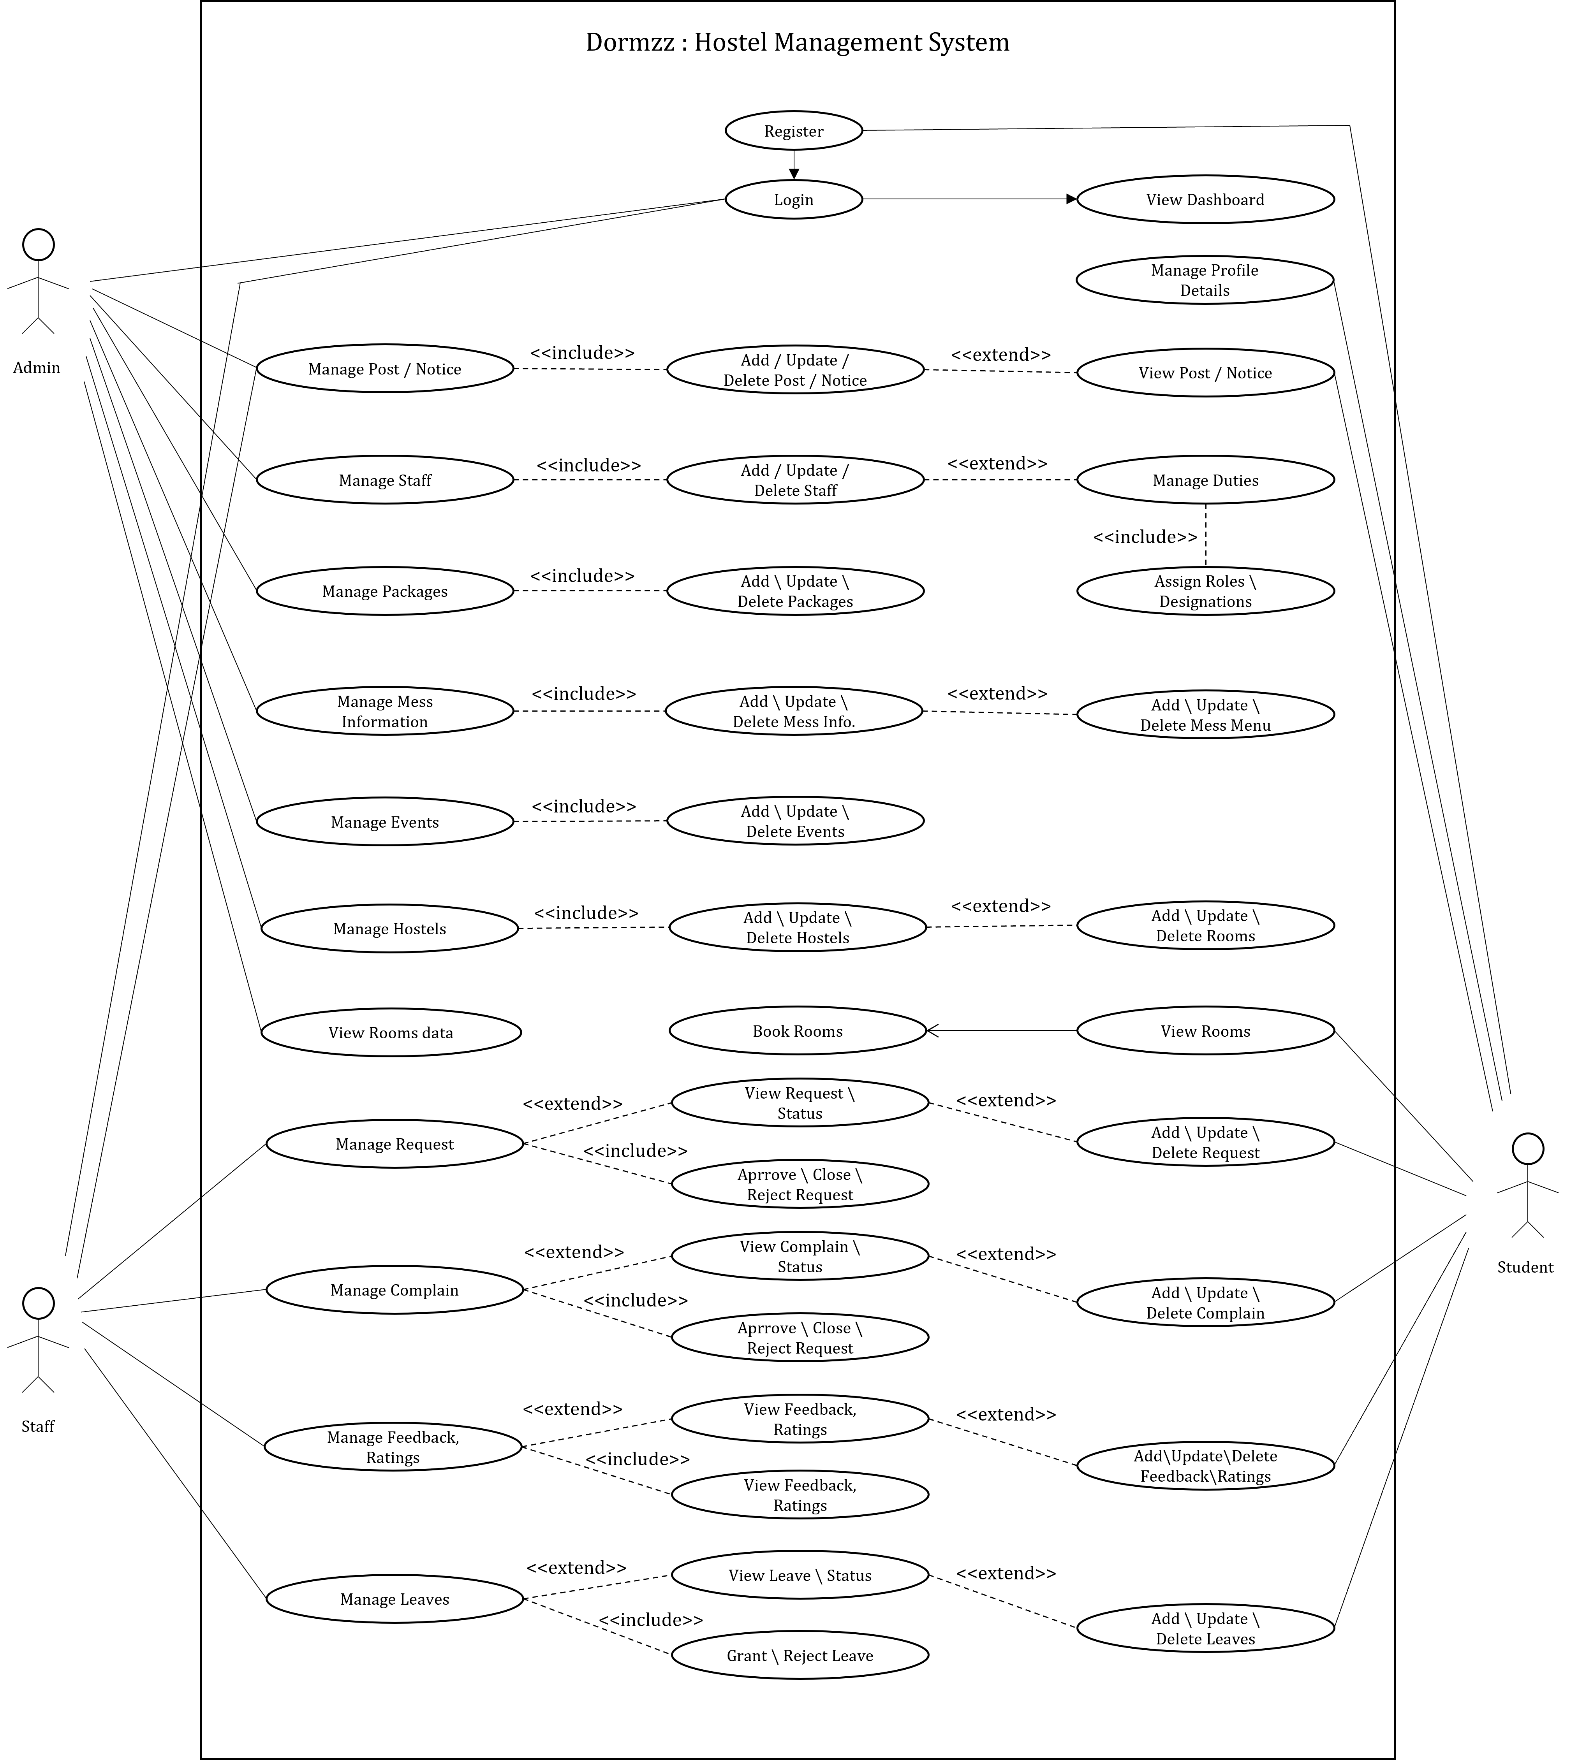 Dormzz : Hostel Management System
Register
Login
View Dashboard
Manage Profile
Details
Admin
Manage Post / Notice
<<include>>
Add / Update /
Delete Post / Notice
<<extend>>
View Post / Notice
Manage Staff
<<include>>
Add / Update /
Delete Staff
<<extend>>
Manage Duties
<<include>>
Manage Packages
<<include>>
Add \ Update \
Delete Packages
Assign Roles \
Designations
Manage Mess
Information
<<include>>
Add \ Update \
Delete Mess Info.
<<extend>>
Add \ Update \
Delete Mess Menu
Manage Events
<<include>>
Add \ Update \
Delete Events
Manage Hostels
<<include>>
Add \ Update \
Delete Hostels
<<extend>>
Add \ Update \
Delete Rooms
View Rooms data
Book Rooms
View Rooms
Manage Request
<<extend>>
<<include>>
View Request \
Status
Aprrove \ Close \
Reject Request
<<extend>>
Add \ Update \
Delete Request
Student
Manage Complain
<<extend>>
<<include>>
View Complain \
Status
Aprrove \ Close \
Reject Request
<<extend>>
Add \ Update \
Delete Complain
Staff
Manage Feedback,
Ratings
<<extend>>
<<include>>
View Feedback,
Ratings
View Feedback,
Ratings
<<extend>>
Add\Update\Delete
Feedback\Ratings
Manage Leaves
<<extend>>
<<include>>
View Leave \ Status
Grant \ Reject Leave
<<extend>>
Add \ Update \
Delete Leaves